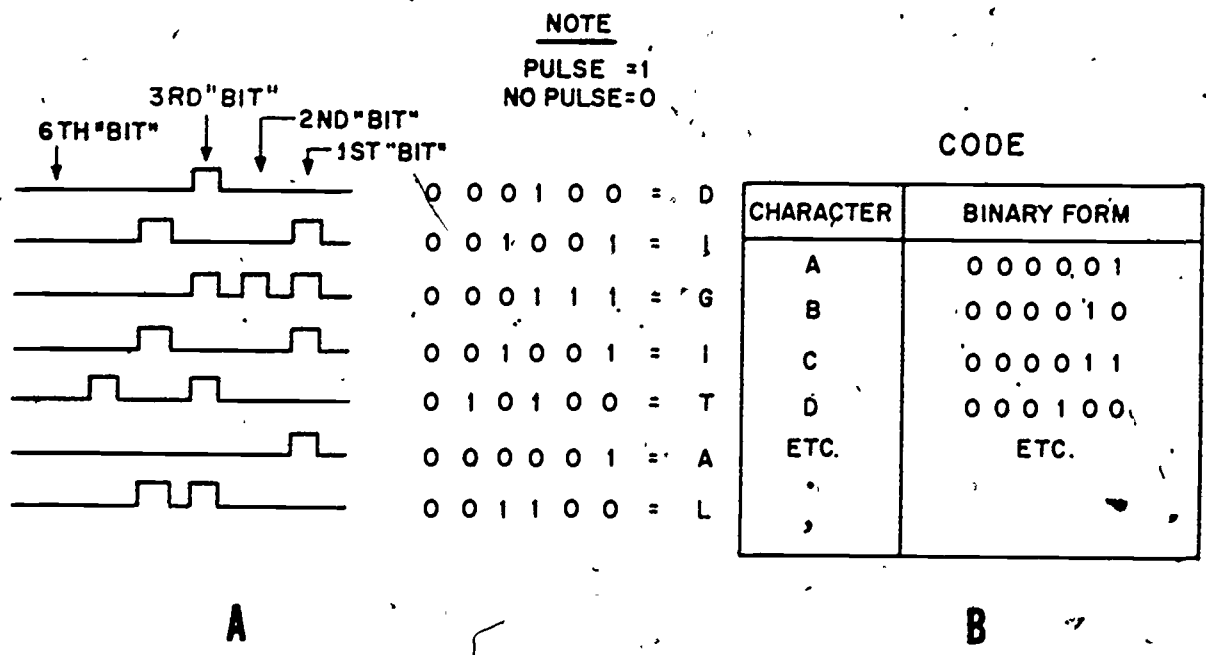 NOTE
PULSE =1
NO PULSE=0
3RD"BIT"
6TH"BIT"
2ND"BIT"
1ST"BIT"
0 0 0 1 0 0 = D
0 0 1 0 0 1 = I
0 0 0 1 1 1 = G
0 0 1 0 0 1 = I
0 1 0 1 0 0 = T
0 0 0 0 0 1 = A
0 0 1 1 0 0 = L
CODE
CHARACTER BINARY FORM
A 0 0 0 0 0 1
B 0 0 0 0 1 0
C 0 0 0 0 1 1
D 0 0 0 1 0 0
ETC. ETC.
.
,
A
B